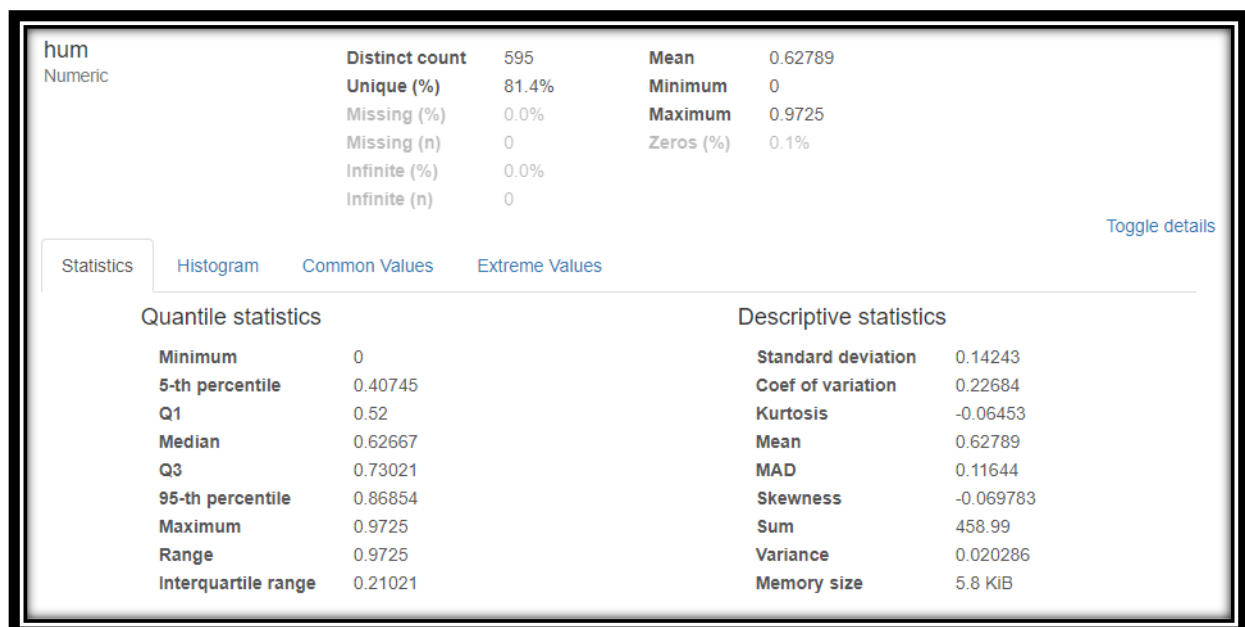 hum
Numeric
Distinct count 595
Unique (%) 81.4%
Missing (%) 0.0%
Missing (n) 0
Infinite (%) 0.0%
Infinite (n) 0
Mean 0.62789
Minimum 0
Maximum 0.9725
Zeros (%) 0.1%
Toggle details
Statistics Histogram Common Values Extreme Values
Quantile statistics
Minimum 0
5-th percentile 0.40745
Q1 0.52
Median 0.62667
Q3 0.73021
95-th percentile 0.86854
Maximum 0.9725
Range 0.9725
Interquartile range 0.21021
Descriptive statistics
Standard deviation 0.14243
Coef of variation 0.22684
Kurtosis -0.06453
Mean 0.62789
MAD 0.11644
Skewness -0.069783
Sum 458.99
Variance 0.020286
Memory size 5.8 KiB